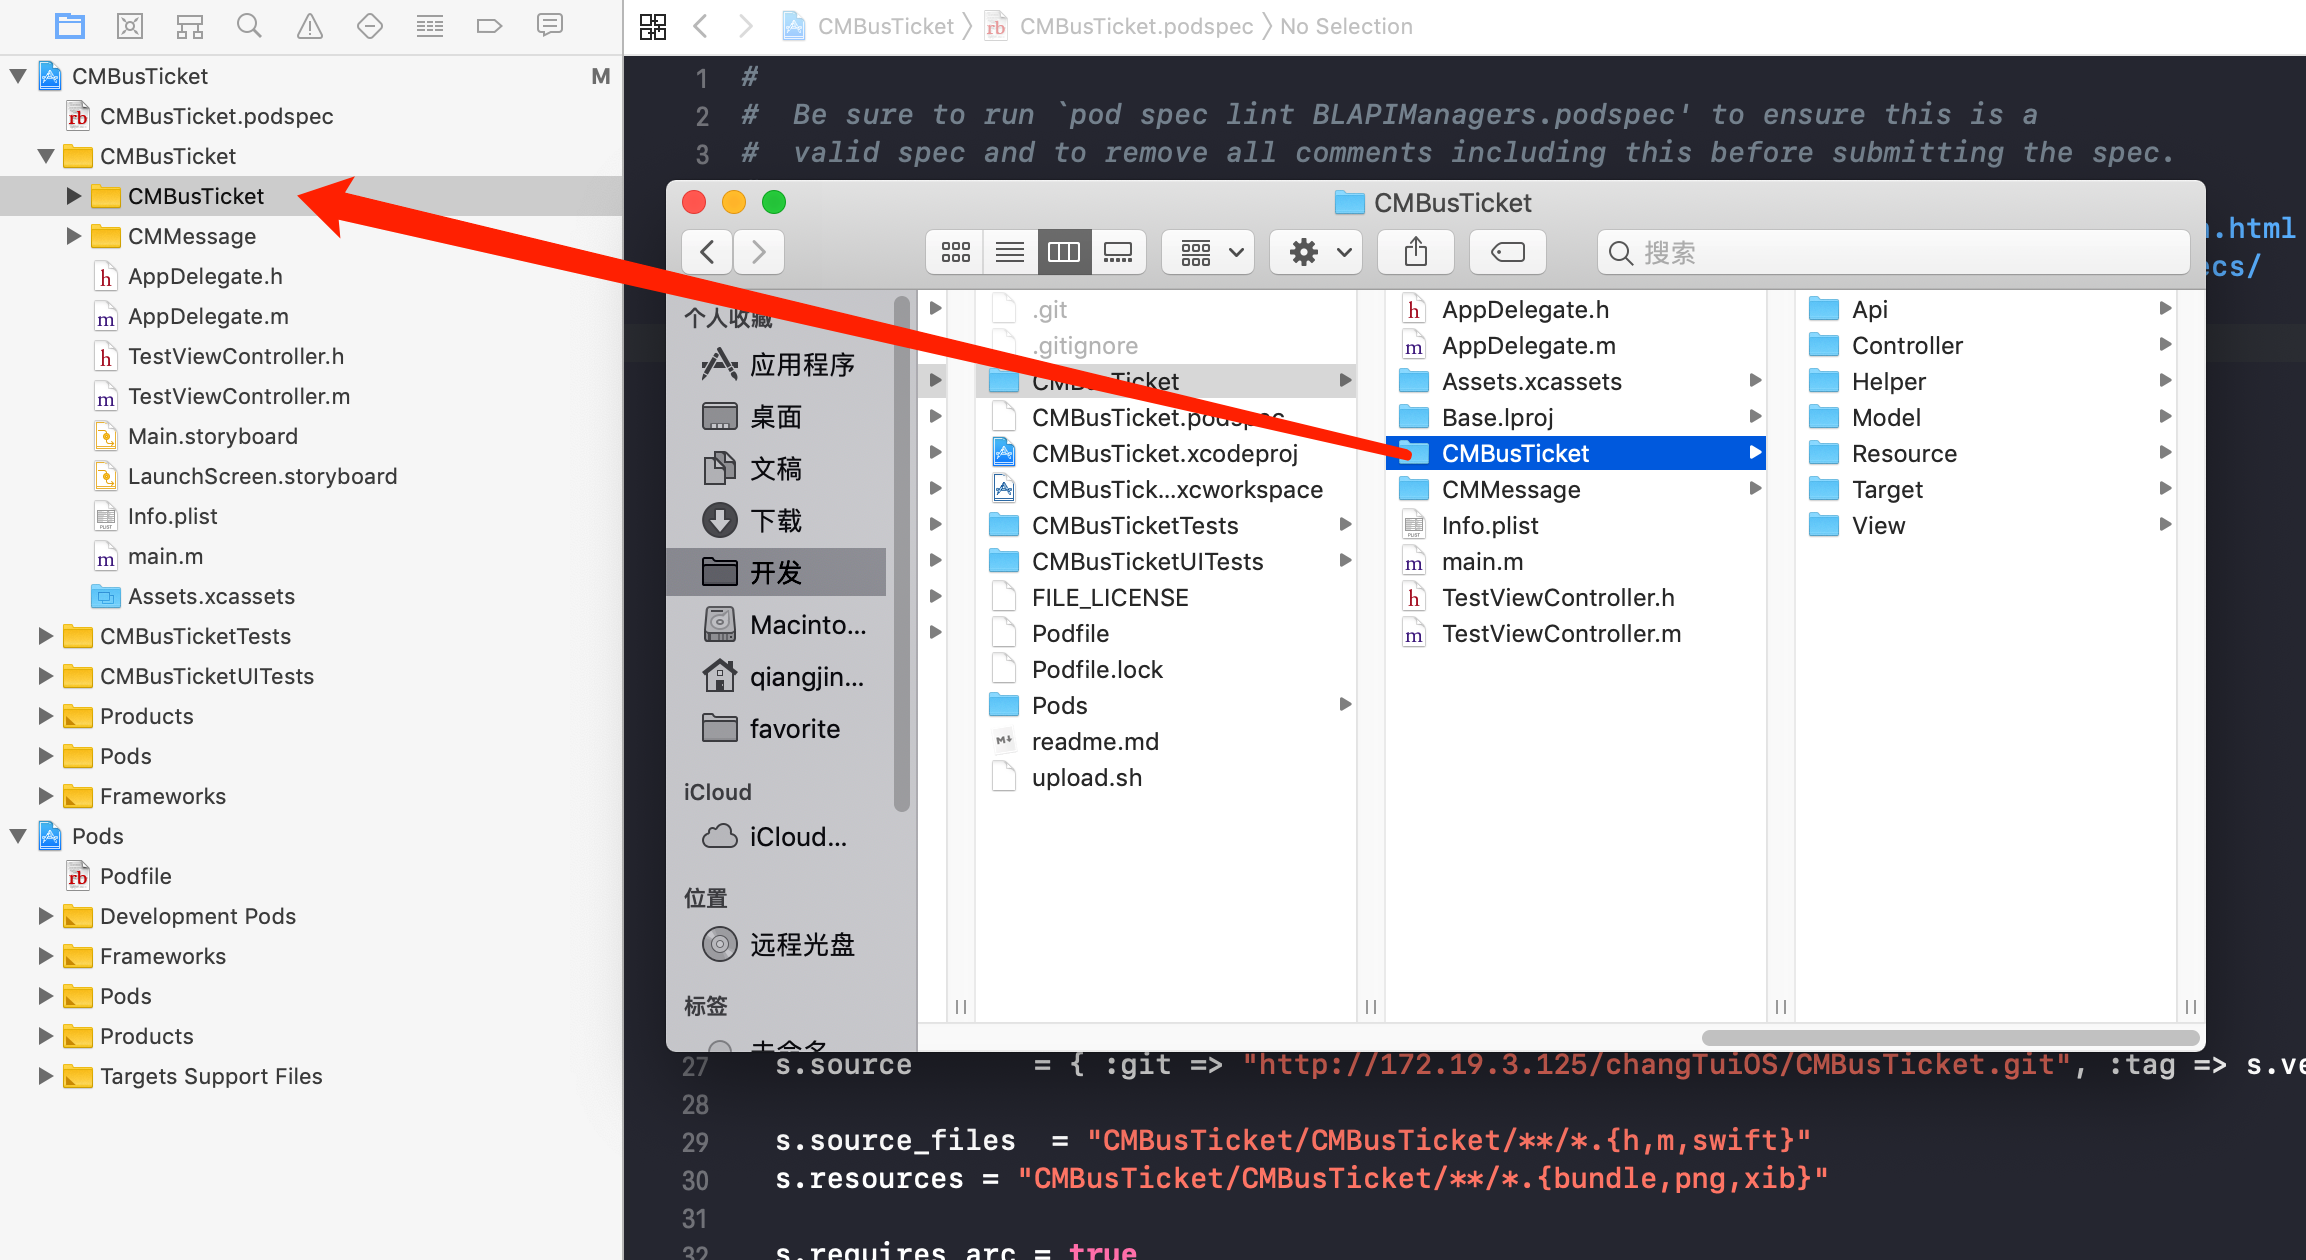 CMBusTicket
M
CMBusTicket.podspec
CMBusTicket
CMBusTicket
CMMessage
AppDelegate.h
AppDelegate.m
TestViewController.h
TestViewController.m
Main.storyboard
LaunchScreen.storyboard
Info.plist
main.m
Assets.xcassets
CMBusTicketTests
CMBusTicketUITests
Products
Pods
Frameworks
Pods
Podfile
Development Pods
Frameworks
Pods
Products
Targets Support Files
CMBusTicket
CMBusTicket.podspec
No Selection
1 #
2 # Be sure to run `pod spec lint BLAPIManagers.podspec' to ensure this is a
3 # valid spec and to remove all comments including this before submitting the spec.
.html
ecs/
CMBusTicket
搜索
个人收藏
应用程序
桌面
文稿
下载
开发
Macinto...
qiangjin...
favorite
iCloud
iCloud...
位置
远程光盘
标签
未命名
.git
.gitignore
CMBusTicket
CMBusTicket.podspec
CMBusTicket.xcodeproj
CMBusTick...xcworkspace
CMBusTicketTests
CMBusTicketUITests
FILE_LICENSE
Podfile
Podfile.lock
Pods
readme.md
upload.sh
AppDelegate.h
AppDelegate.m
Assets.xcassets
Base.lproj
CMBusTicket
CMMessage
Info.plist
main.m
TestViewController.h
TestViewController.m
Api
Controller
Helper
Model
Resource
Target
View
27 s.source = { :git => "http://172.19.3.125/changTuiOS/CMBusTicket.git", :tag => s.ve
28
29 s.source_files = "CMBusTicket/CMBusTicket/**/*.{h,m,swift}"
30 s.resources = "CMBusTicket/CMBusTicket/**/*.{bundle,png,xib}"
31
32 s.requires_arc = true